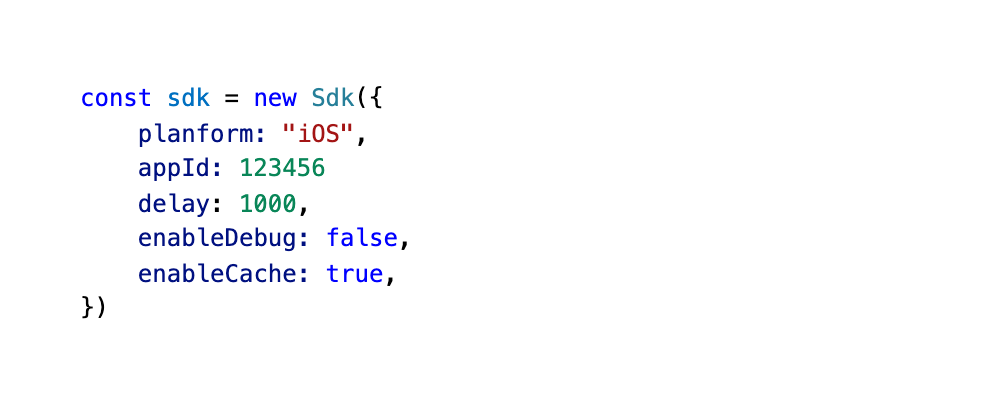 const sdk = new Sdk({
    planform: "iOS",
    appId: 123456
    delay: 1000,
    enableDebug: false,
    enableCache: true,
})